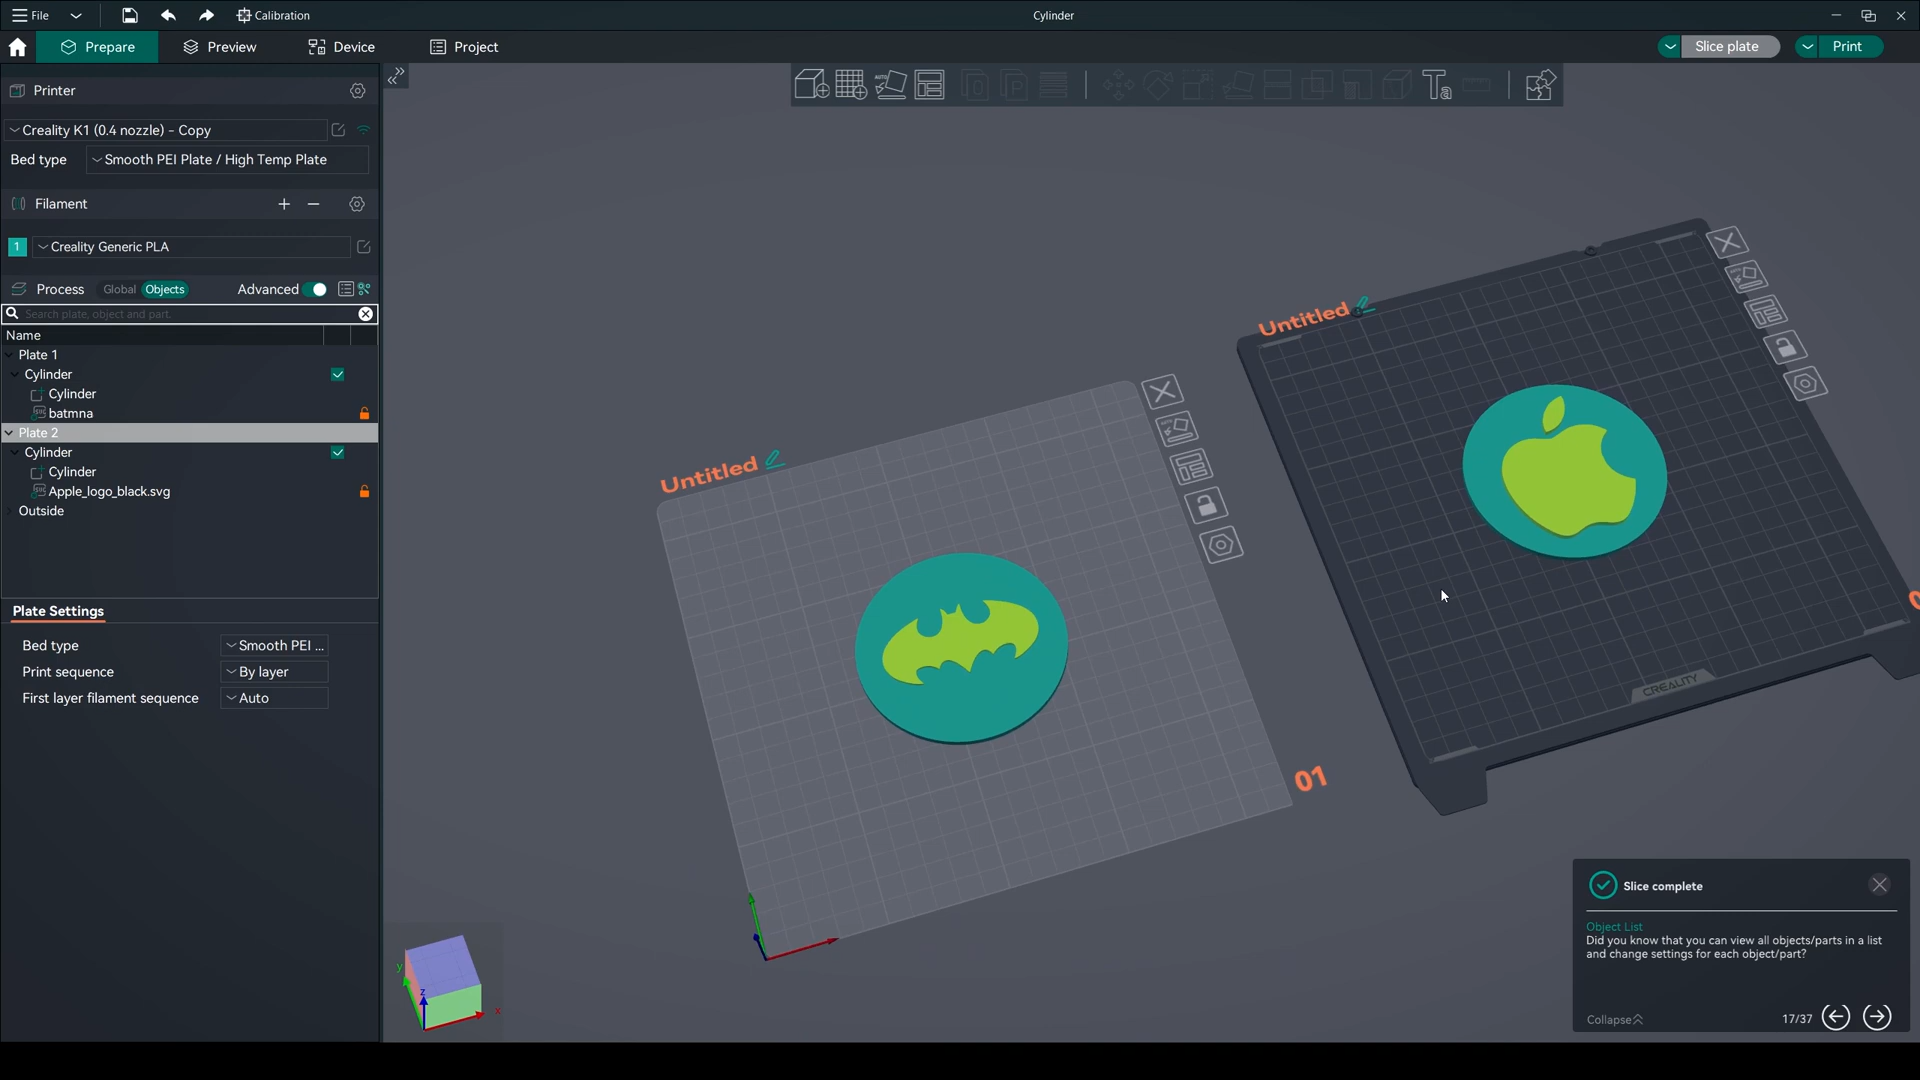 File
Calibration
Cylinder
Prepare
Preview
Device
Project
Slice plate
Print
Printer
Creality K1 (0.4 nozzle) - Copy
Bed type
Smooth PEI Plate / High Temp Plate
Filament
1
Creality Generic PLA
Process
Global
Objects
Advanced
Search plate, object and part.
Name
Plate 1
Cylinder
Cylinder
batmna
Plate 2
Cylinder
Cylinder
Apple_logo_black.svg
Outside
Plate Settings
Bed type
Smooth PEI ...
Print sequence
By layer
First layer filament sequence
Auto
AUTO
Ta
Untitled
Untitled
01
CREALITY
y
z
x
Slice complete
Object List
Did you know that you can view all objects/parts in a list
and change settings for each object/part?
Collapse
17/37